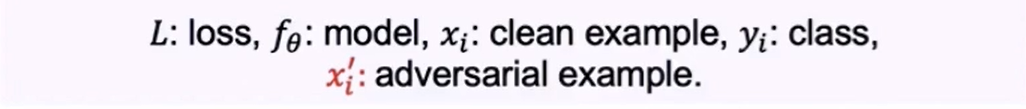 L: loss, fθ: model, xᵢ: clean example, yᵢ: class,
x′ᵢ: adversarial example.